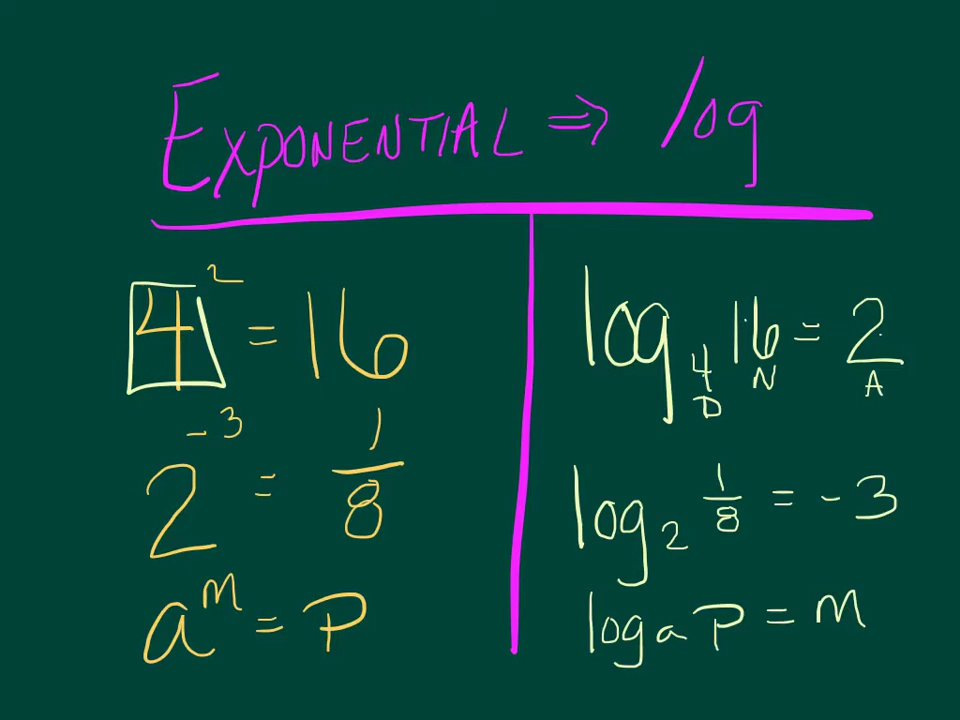 EXPONENTIAL ⇒ log
4² = 16
log₄ 16 = 2
D N A
2⁻³ = 1/8
log₂ 1/8 = -3
aᵐ = p
logₐ p = m